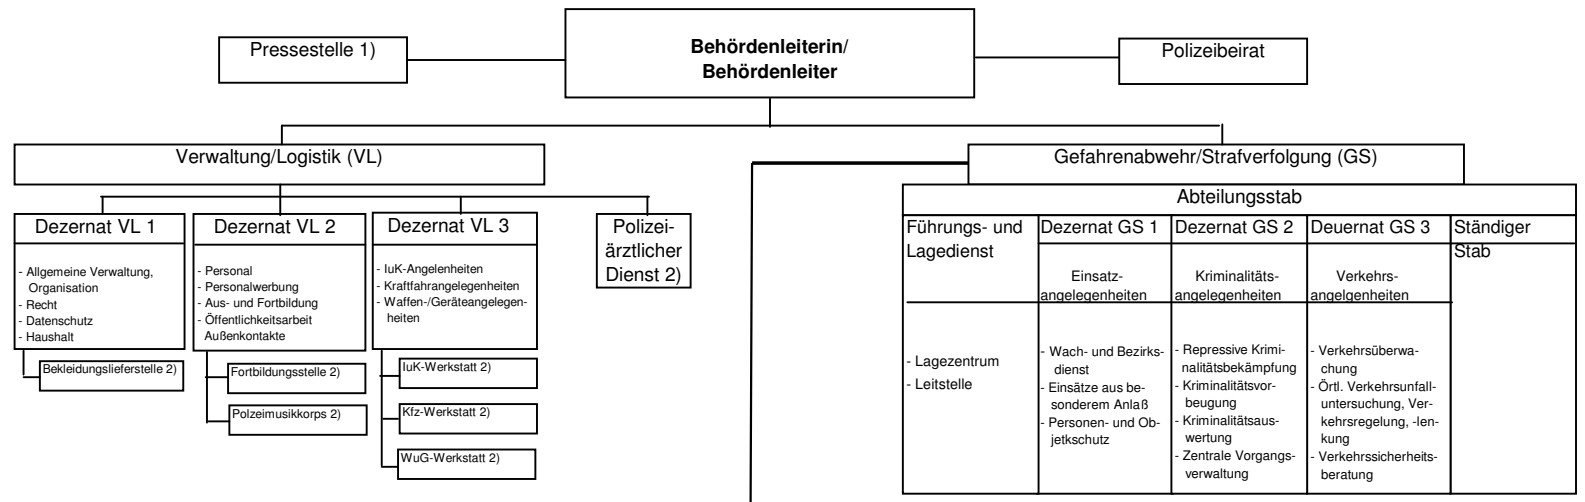 Pressestelle 1)
Behördenleiterin/
Behördenleiter
Polizeibeirat
Verwaltung/Logistik (VL)
Gefahrenabwehr/Strafverfolgung (GS)
Dezernat VL 1
- Allgemeine Verwaltung,
Organisation
- Recht
- Datenschutz
- Haushalt
Bekleidungslieferstelle 2)
Dezernat VL 2
- Personal
- Personalwerbung
- Aus- und Fortbildung
- Öffentlichkeitsarbeit
Außenkontakte
Fortbildungsstelle 2)
Polzeimusikkorps 2)
Dezernat VL 3
- IuK-Angelenheiten
- Kraftfahrangelegenheiten
- Waffen-/Geräteangelegen-
heiten
IuK-Werkstatt 2)
Kfz-Werkstatt 2)
WuG-Werkstatt 2)
Polizei-
ärztlicher
Dienst 2)
Abteilungsstab
Führungs- und
Lagedienst
- Lagezentrum
- Leitstelle
Dezernat GS 1
Einsatz-
angelegenheiten
- Wach- und Bezirks-
dienst
- Einsätze aus be-
sonderem Anlaß
- Personen- und Ob-
jetkschutz
Dezernat GS 2
Kriminalitäts-
angelegenheiten
- Repressive Krimi-
nalitätsbekämpfung
- Kriminalitätsvor-
beugung
- Kriminalitätsaus-
wertung
- Zentrale Vorgangs-
verwaltung
Deuernat GS 3
Verkehrs-
angelgenheiten
- Verkehrsüberwa-
chung
- Örtl. Verkehrsunfall-
untersuchung, Ver-
kehrsregelung, -lenk-
kung
- Verkehrssicherheits-
beratung
Ständiger
Stab